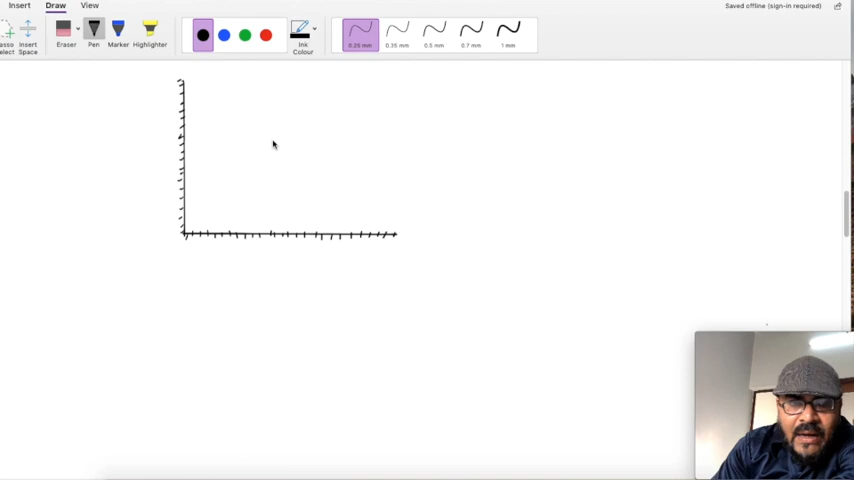 Insert Draw View
Saved offline (sign-in required)
Eraser Pen Marker Highlighter
Insert Space
Ink Colour
0.25 mm 0.35 mm 0.5 mm 0.7 mm 1 mm